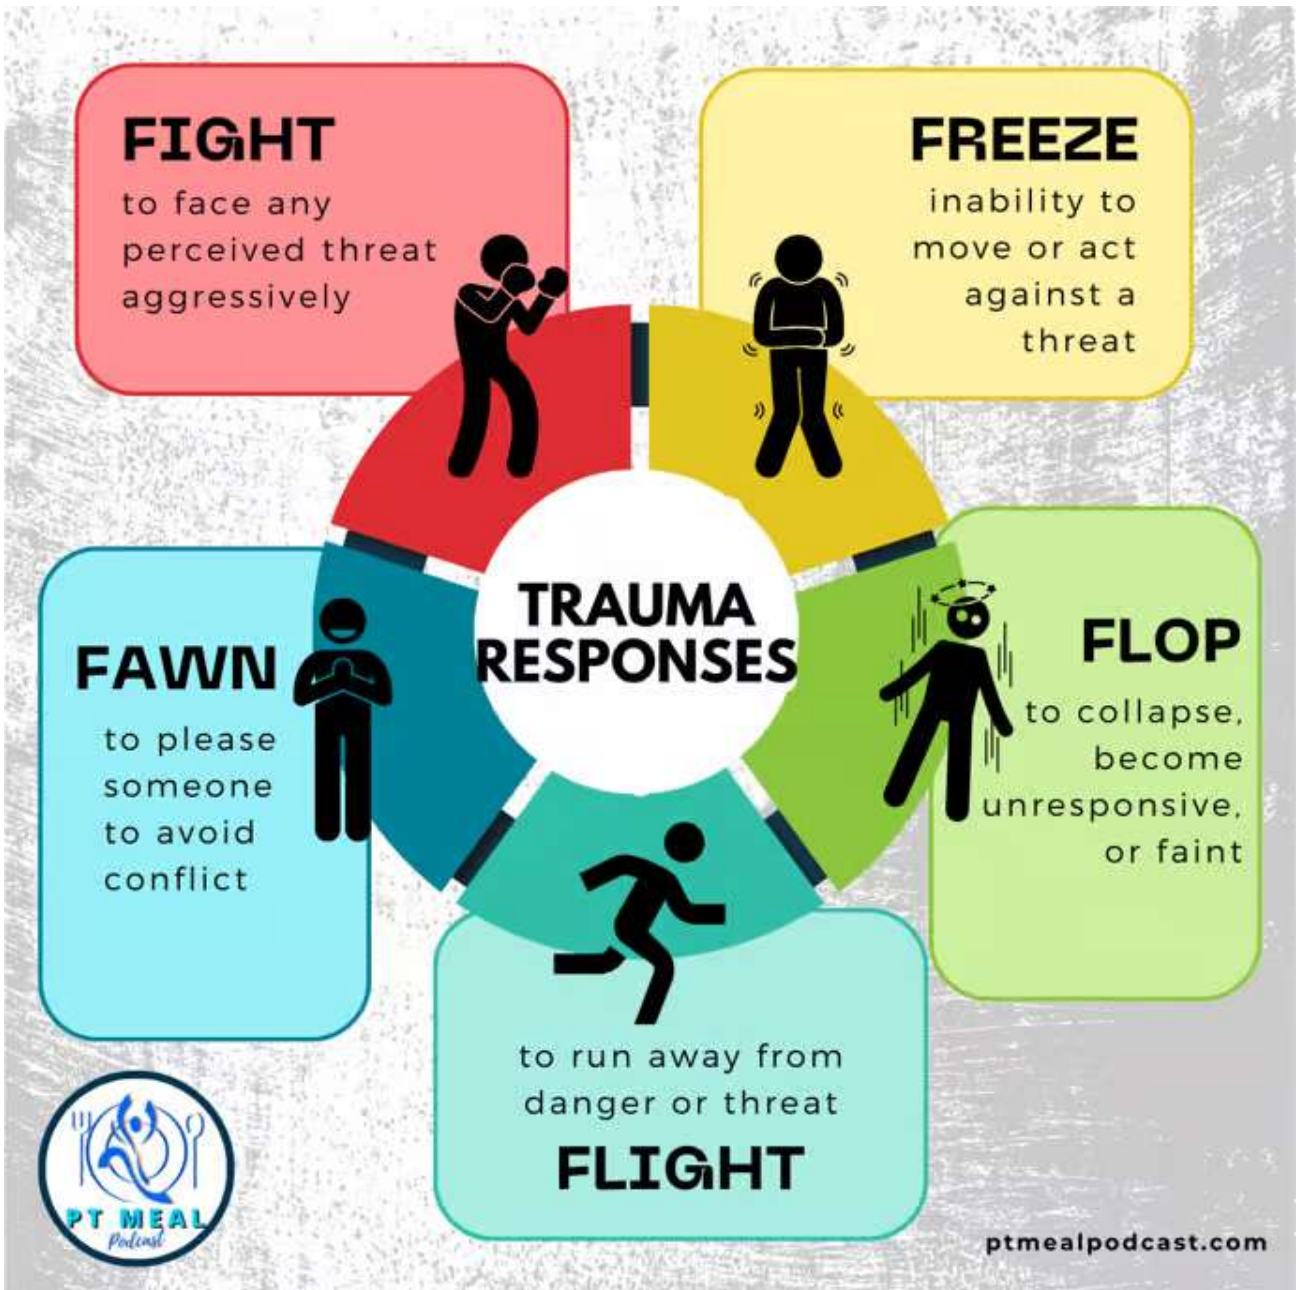 FIGHT
to face any
perceived threat
aggressively
FREEZE
inability to
move or act
against a
threat
TRAUMA
RESPONSES
FAWN
to please
someone
to avoid
conflict
FLOP
to collapse,
become
unresponsive,
or faint
to run away from
danger or threat
FLIGHT
PT MEAL
Podcast
ptmealpodcast.com